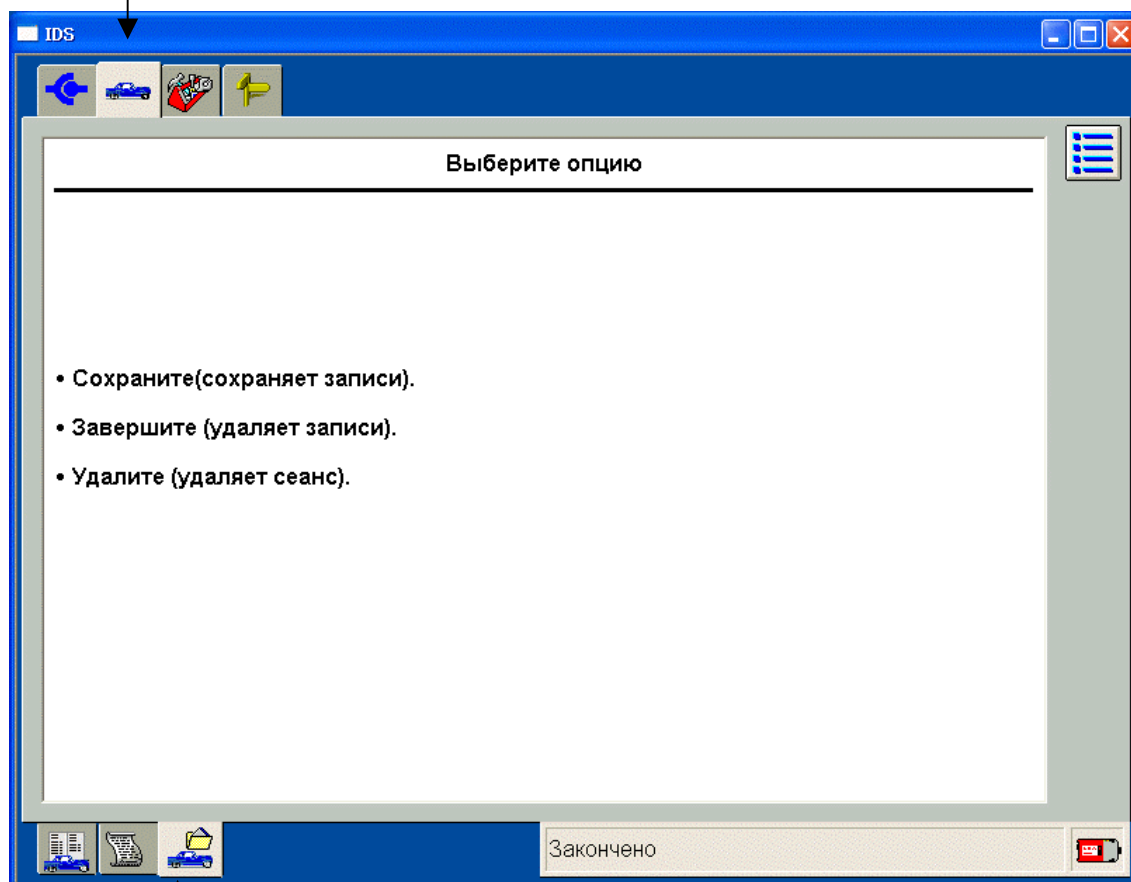 IDS
Выберите опцию
• Сохраните(сохраняет записи).
• Завершите (удаляет записи).
• Удалите (удаляет сеанс).
Закончено